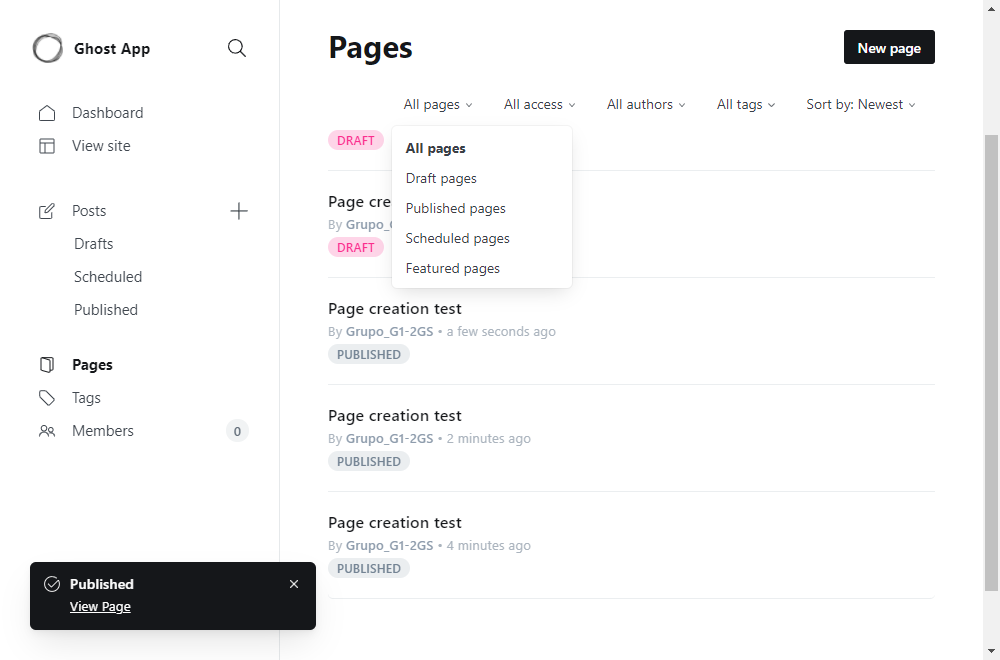 Ghost App
Dashboard
View site
Posts
Drafts
Scheduled
Published
Pages
Tags
Members
0
Published
View Page
Pages
New page
All pages
All access
All authors
All tags
Sort by: Newest
All pages
Draft pages
Published pages
Scheduled pages
Featured pages
DRAFT
Page cre
By Grupo_
DRAFT
Page creation test
By Grupo_G1-2GS • a few seconds ago
PUBLISHED
Page creation test
By Grupo_G1-2GS • 2 minutes ago
PUBLISHED
Page creation test
By Grupo_G1-2GS • 4 minutes ago
PUBLISHED